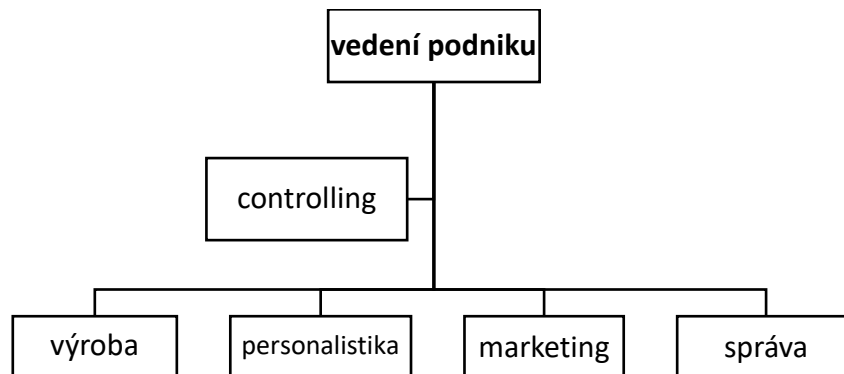 vedení podniku
controlling
výroba
personalistika
marketing
správa